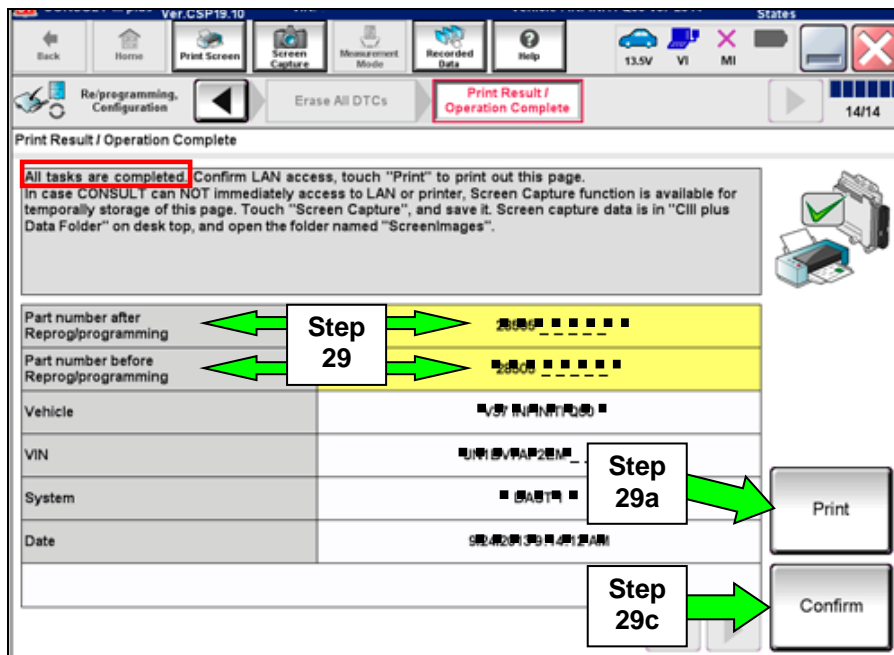 Ver.CSP19.10
States
Back
Home
Print Screen
Screen Capture
Measurement Mode
Recorded Data
Help
13.5V
VI
MI
Re/programming, Configuration
Erase All DTCs
Print Result / Operation Complete
14/14
Print Result / Operation Complete
All tasks are completed. Confirm LAN access, touch "Print" to print out this page.
In case CONSULT can NOT immediately access to LAN or printer, Screen Capture function is available for
temporally storage of this page. Touch "Screen Capture", and save it. Screen capture data is in "CIII plus
Data Folder" on desk top, and open the folder named "ScreenImages".
Part number after
Reprog/programming
Step
29
Part number before
Reprog/programming
Vehicle
VIN
Step
29a
System
Print
Date
Step
29c
Confirm